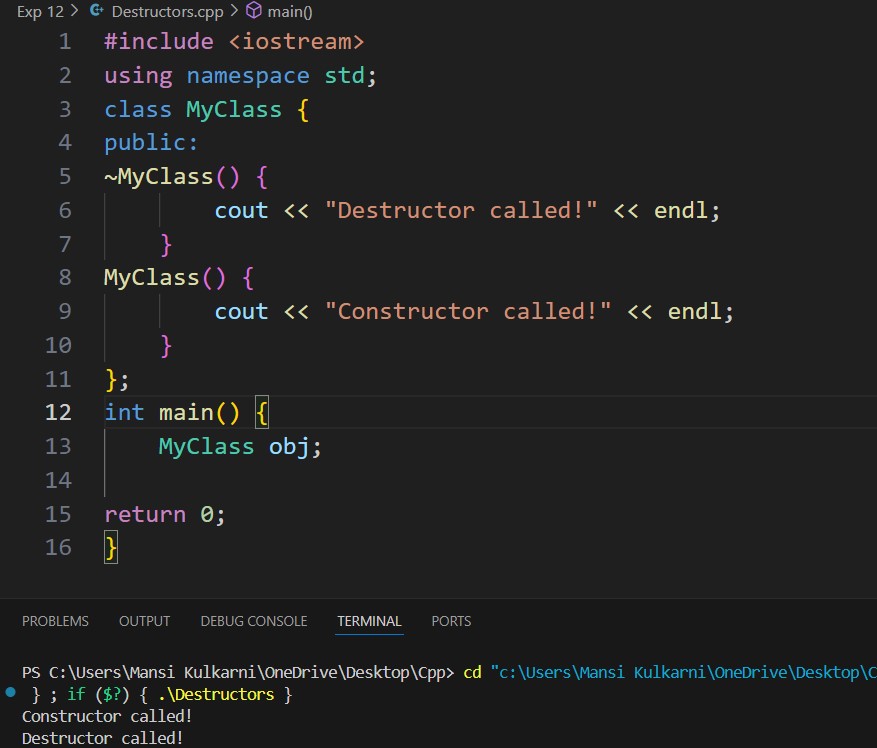 Exp 12 > Destructors.cpp > main()
1 #include <iostream>
2 using namespace std;
3 class MyClass {
4 public:
5 ~MyClass() {
6         cout << "Destructor called!" << endl;
7     }
8 MyClass() {
9         cout << "Constructor called!" << endl;
10     }
11 };
12 int main() {
13     MyClass obj;
14
15 return 0;
16 }
PROBLEMS OUTPUT DEBUG CONSOLE TERMINAL PORTS
PS C:\Users\Mansi Kulkarni\OneDrive\Desktop\Cpp> cd "c:\Users\Mansi Kulkarni\OneDrive\Desktop\C
 } ; if ($?) { .\Destructors }
Constructor called!
Destructor called!